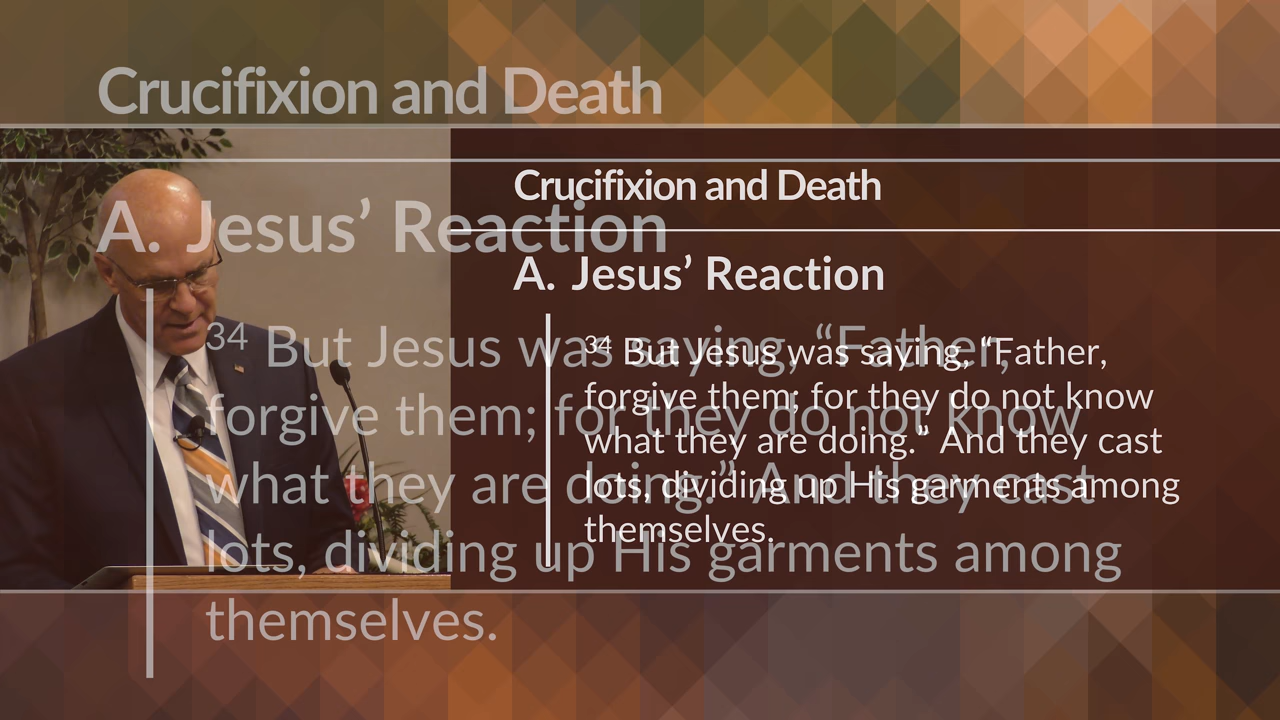 Crucifixion and Death
A. Jesus’ Reaction
34 But Jesus was saying, “Father,
forgive them; for they do not know
what they are doing.” And they cast
lots, dividing up His garments among
themselves.
Crucifixion and Death
A. Jesus’ Reaction
34 But Jesus was saying, “Father,
forgive them; for they do not know
what they are doing.” And they cast
lots, dividing up His garments among
themselves.